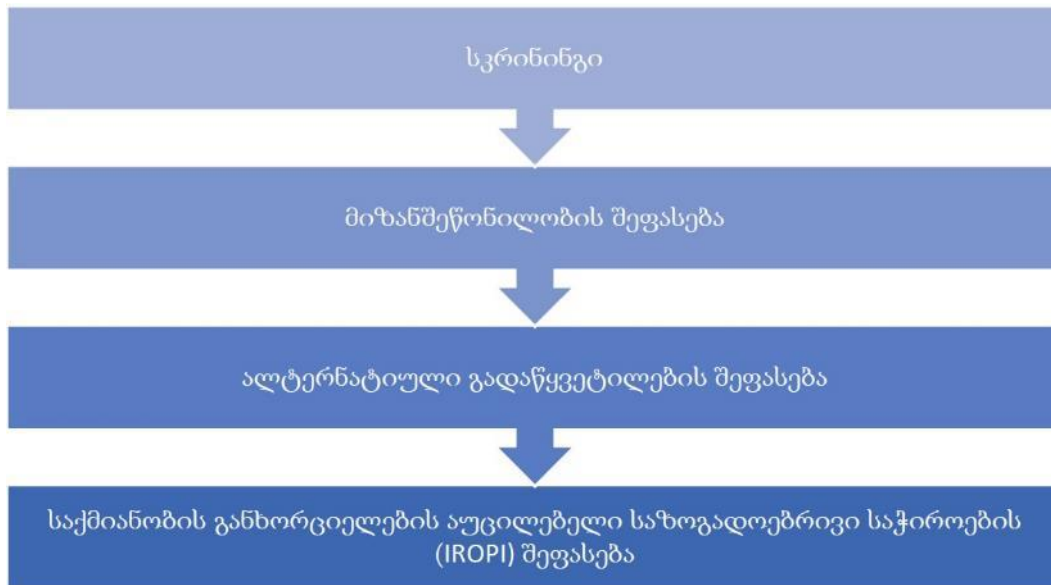 სკრინინგი
მიზანშეწონილობის შეფასება
ალტერნატიული გადაწყვეტილების შეფასება
საქმიანობის განხორციელების აუცილებელი საზოგადოებრივი საჭიროების
(IROPI) შეფასება